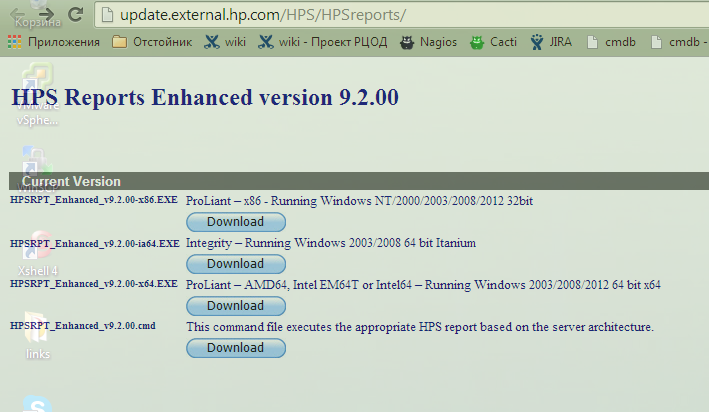 Корзина
update.external.hp.com/HPS/HPSreports/
Приложения Отстойник wiki wiki - Проект РЦОД Nagios Cacti JIRA cmdb cmdb -
HPS Reports Enhanced version 9.2.00
vSphe...
Current Version
HPSRPT_Enhanced_v9.2.00-x86.EXE ProLiant – x86 - Running Windows NT/2000/2003/2008/2012 32bit
Download
HPSRPT_Enhanced_v9.2.00-ia64.EXE Integrity – Running Windows 2003/2008 64 bit Itanium
Download
Xshell 4
HPSRPT_Enhanced_v9.2.00-x64.EXE ProLiant – AMD64, Intel EM64T or Intel64 – Running Windows 2003/2008/2012 64 bit x64
Download
HPSRPT_Enhanced_v9.2.00.cmd This command file executes the appropriate HPS report based on the server architecture.
Download
links